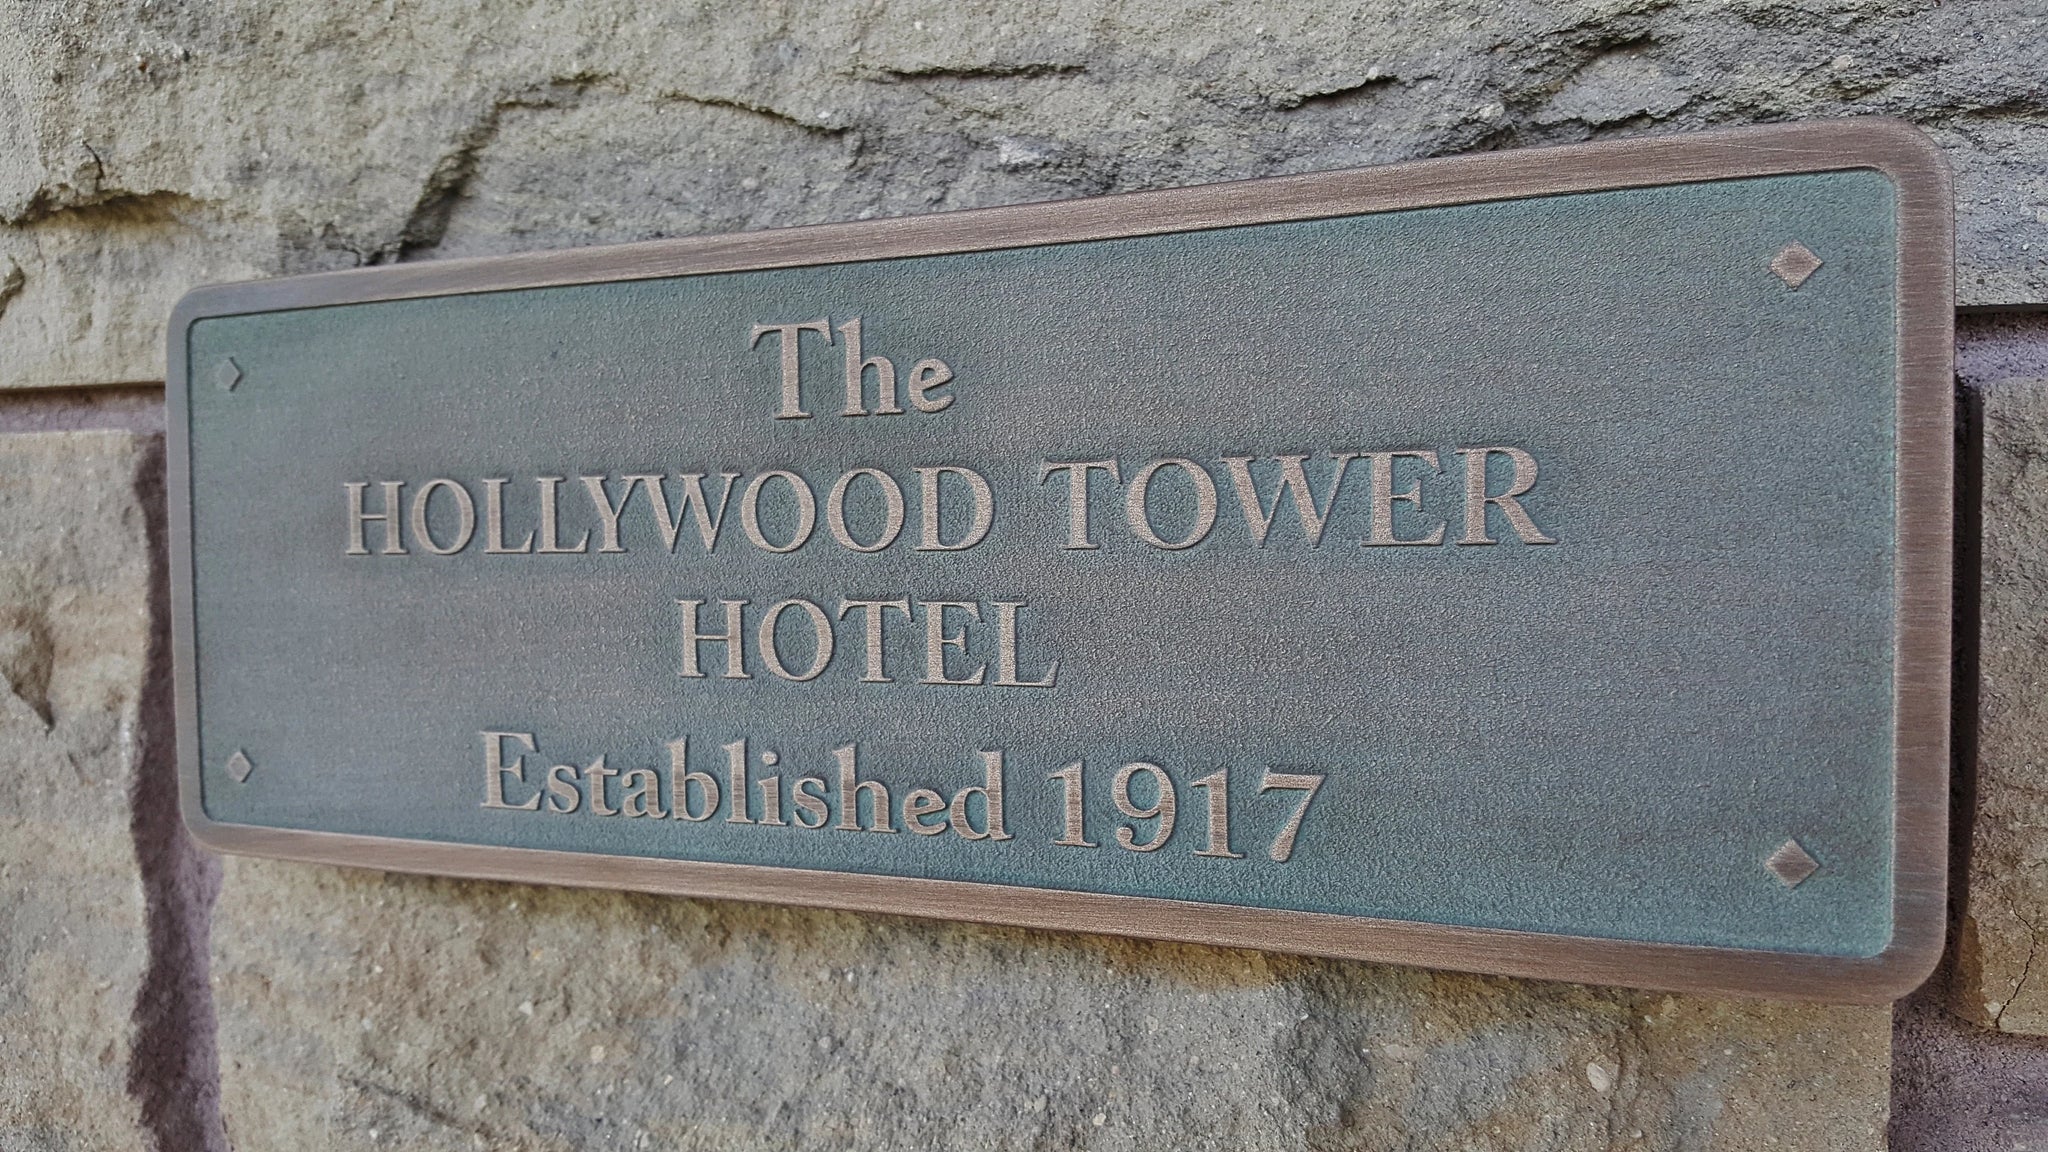 The
HOLLYWOOD TOWER
HOTEL
Established 1917